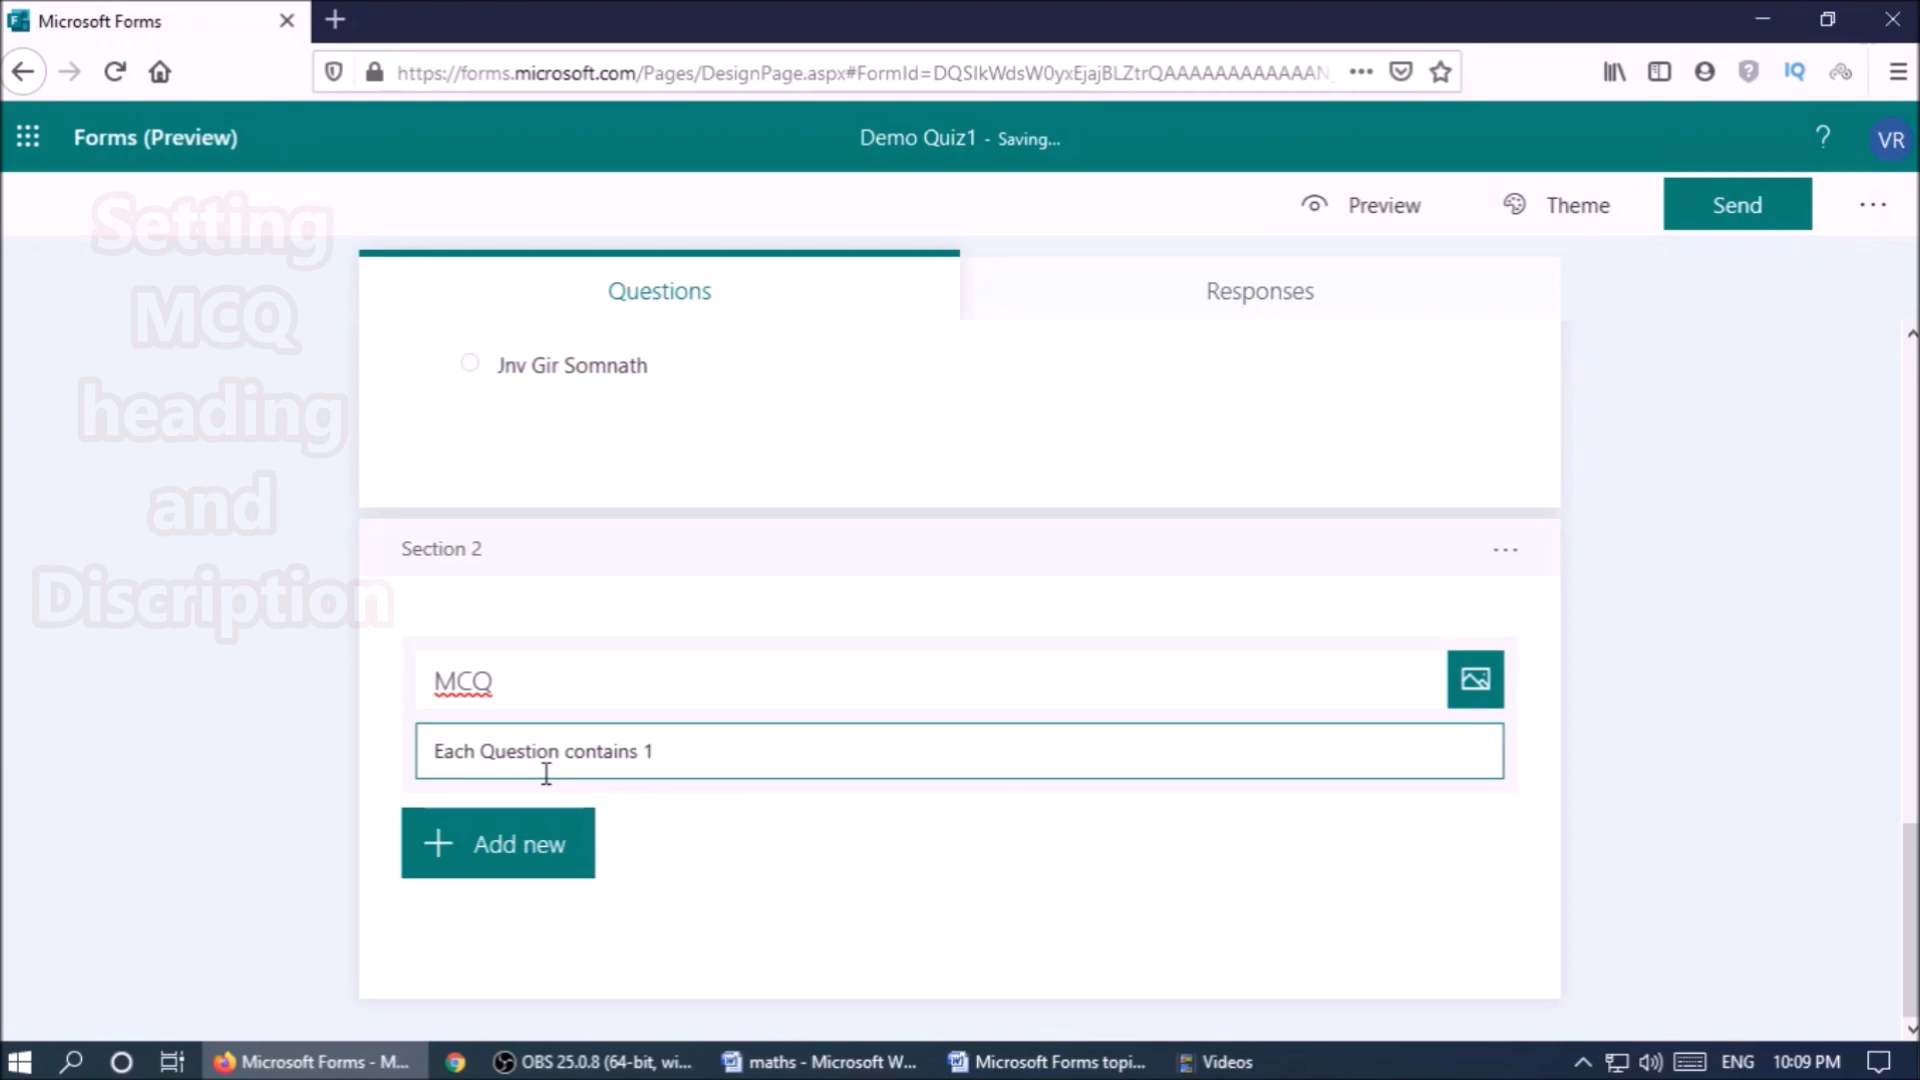 Microsoft Forms
https://forms.microsoft.com/Pages/DesignPage.aspx#FormId=DQSIkWdsW0yxEjajBLZtrQAAAAAAAAAAAAN_
Forms (Preview)
Demo Quiz1 - Saving...
?
VR
Preview
Theme
Send
Setting
MCQ
heading
and
Discription
Questions
Responses
Jnv Gir Somnath
Section 2
MCQ
Each Question contains 1
Add new
Microsoft Forms - M...
OBS 25.0.8 (64-bit, wi...
maths - Microsoft W...
Microsoft Forms topi...
Videos
ENG
10:09 PM